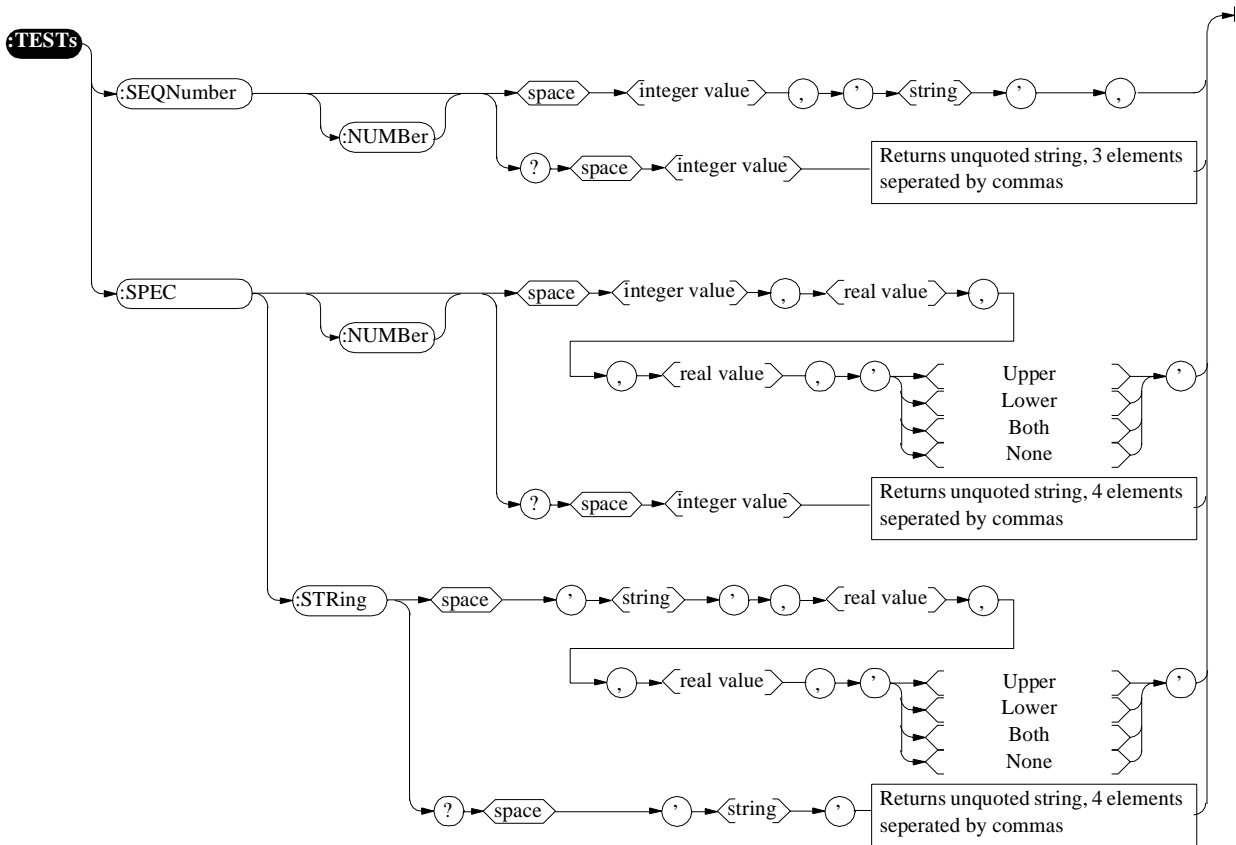 :TESTs
:SEQNumber space integer value , ’ string ’ ,
:NUMBer
? space integer value Returns unquoted string, 3 elements
seperated by commas
:SPEC space integer value , real value ,
:NUMBer
, real value , ’ Upper ’
Lower
Both
None
? space integer value Returns unquoted string, 4 elements
seperated by commas
:STRing space ’ string ’ , real value ,
, real value , ’ Upper ’
Lower
Both
None
? space ’ string ’ Returns unquoted string, 4 elements
seperated by commas